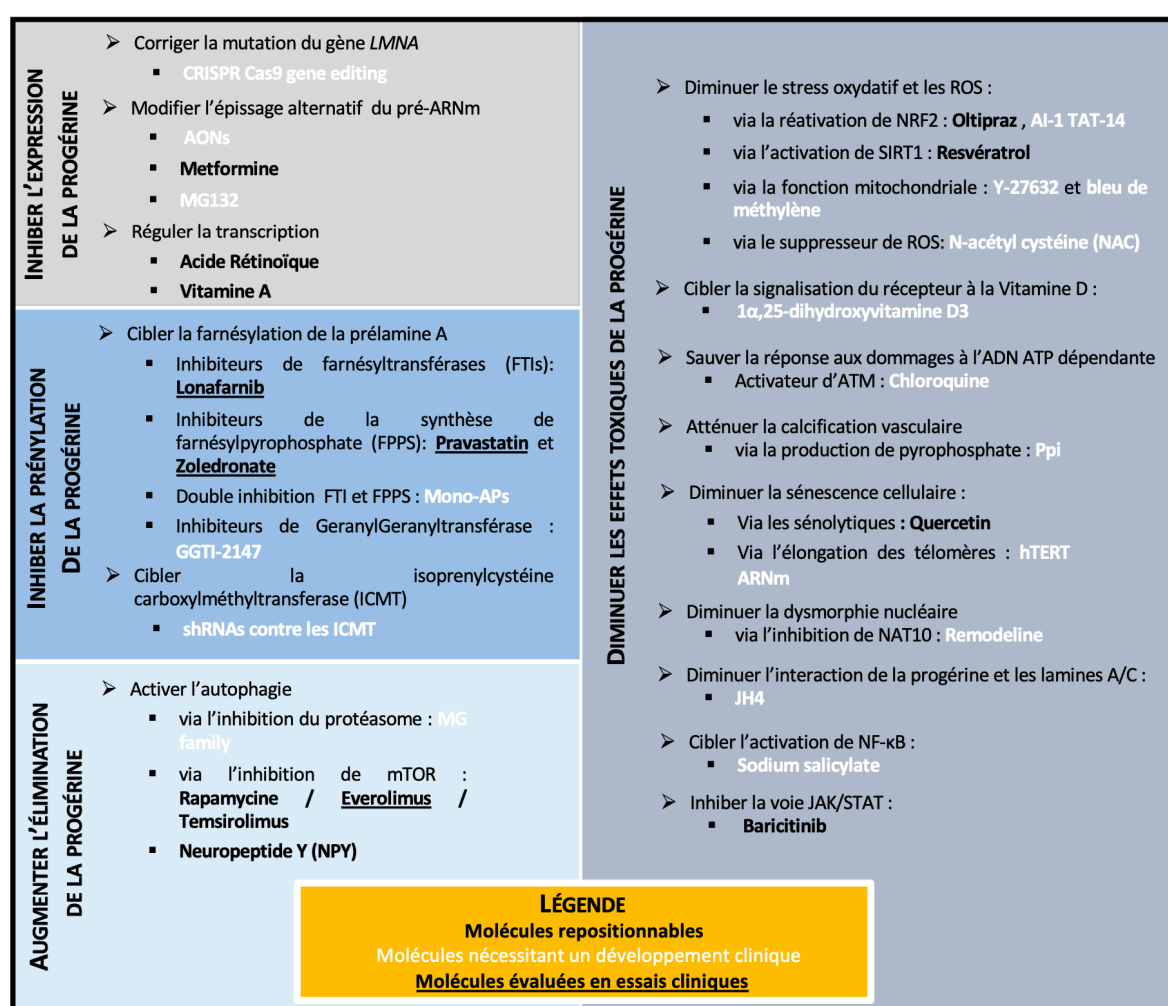 INHIBER L'EXPRESSION
DE LA PROGÉRINE
➢ Corriger la mutation du gène LMNA
▪ CRISPR Cas9 gene editing
➢ Modifier l'épissage alternatif du pré-ARNm
▪ AONs
▪ Metformine
▪ MG132
➢ Réguler la transcription
▪ Acide Rétinoïque
▪ Vitamine A
INHIBER LA PRÉNYLATION
DE LA PROGÉRINE
➢ Cibler la farnésylation de la prélamine A
▪ Inhibiteurs de farnésyltransférases (FTIs):
Lonafarnib
▪ Inhibiteurs de la synthèse de
farnésylpyrophosphate (FPPS): Pravastatin et
Zoledronate
▪ Double inhibition FTI et FPPS : Mono-APs
▪ Inhibiteurs de GeranylGeranyltransférase :
GGTI-2147
➢ Cibler la isoprenylcystéine
carboxylméthyltransferase (ICMT)
▪ shRNAs contre les ICMT
AUGMENTER L'ÉLIMINATION
DE LA PROGÉRINE
➢ Activer l'autophagie
▪ via l'inhibition du protéasome : MG
family
▪ via l'inhibition de mTOR :
Rapamycine / Everolimus /
Temsirolimus
▪ Neuropeptide Y (NPY)
DIMINUER LES EFFETS TOXIQUES DE LA PROGÉRINE
➢ Diminuer le stress oxydatif et les ROS :
▪ via la réativation de NRF2 : Oltipraz , AI-1 TAT-14
▪ via l'activation de SIRT1 : Resvératrol
▪ via la fonction mitochondriale : Y-27632 et bleu de
méthylène
▪ via le suppresseur de ROS: N-acétyl cystéine (NAC)
➢ Cibler la signalisation du récepteur à la Vitamine D :
▪ 1α,25-dihydroxyvitamine D3
➢ Sauver la réponse aux dommages à l'ADN ATP dépendante
▪ Activateur d'ATM : Chloroquine
➢ Atténuer la calcification vasculaire
▪ via la production de pyrophosphate : Ppi
➢ Diminuer la sénescence cellulaire :
▪ Via les sénolytiques : Quercetin
▪ Via l'élongation des télomères : hTERT
ARNm
➢ Diminuer la dysmorphie nucléaire
▪ via l'inhibition de NAT10 : Remodeline
➢ Diminuer l'interaction de la progérine et les lamines A/C :
▪ JH4
➢ Cibler l'activation de NF-κB :
▪ Sodium salicylate
➢ Inhiber la voie JAK/STAT :
▪ Baricitinib
LÉGENDE
Molécules repositionnables
Molécules nécessitant un développement clinique
Molécules évaluées en essais cliniques